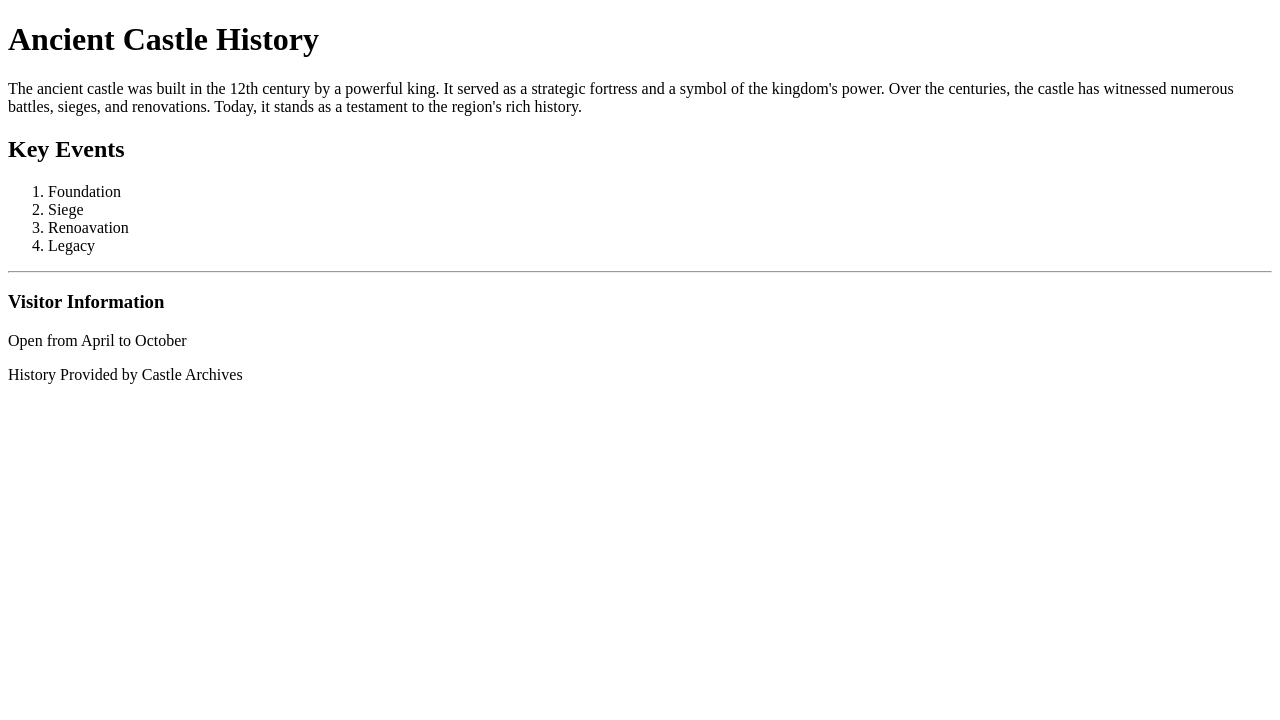 Ancient Castle History
The ancient castle was built in the 12th century by a powerful king. It served as a strategic fortress and a symbol of the kingdom's power. Over the centuries, the castle has witnessed numerous
battles, sieges, and renovations. Today, it stands as a testament to the region's rich history.
Key Events
1. Foundation
2. Siege
3. Renoavation
4. Legacy
Visitor Information
Open from April to October
History Provided by Castle Archives